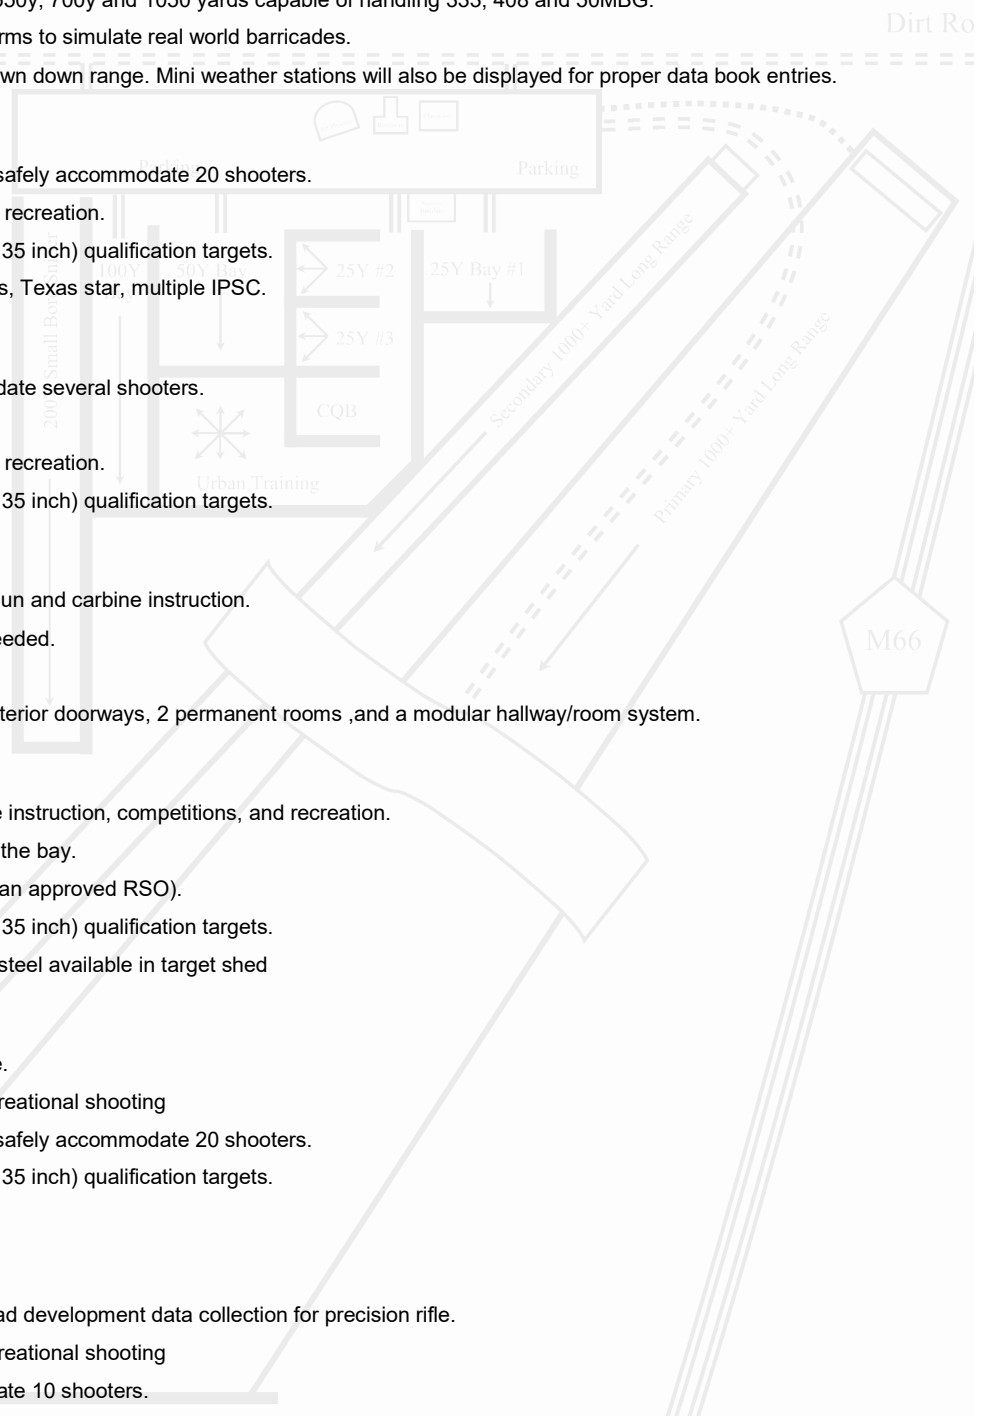 650y, 700y and 1050 yards capable of handling 333, 408 and 50MBG.
rms to simulate real world barricades.
wn down range. Mini weather stations will also be displayed for proper data book entries.
safely accommodate 20 shooters.
recreation.
35 inch) qualification targets.
s, Texas star, multiple IPSC.
date several shooters.
recreation.
35 inch) qualification targets.
un and carbine instruction.
eeded.
terior doorways, 2 permanent rooms ,and a modular hallway/room system.
e instruction, competitions, and recreation.
the bay.
an approved RSO).
35 inch) qualification targets.
steel available in target shed
e.
reational shooting
safely accommodate 20 shooters.
35 inch) qualification targets.
ad development data collection for precision rifle.
reational shooting
ate 10 shooters.
Dirt Ro
Parking
Parking
100Y
50Y Bay
25Y #2
25Y Bay #1
25Y #3
CQB
Urban Training
200Y Small Bore
Secondary 1000+ Yard Long Range
Primary 1000+ Yard Long Range
M66